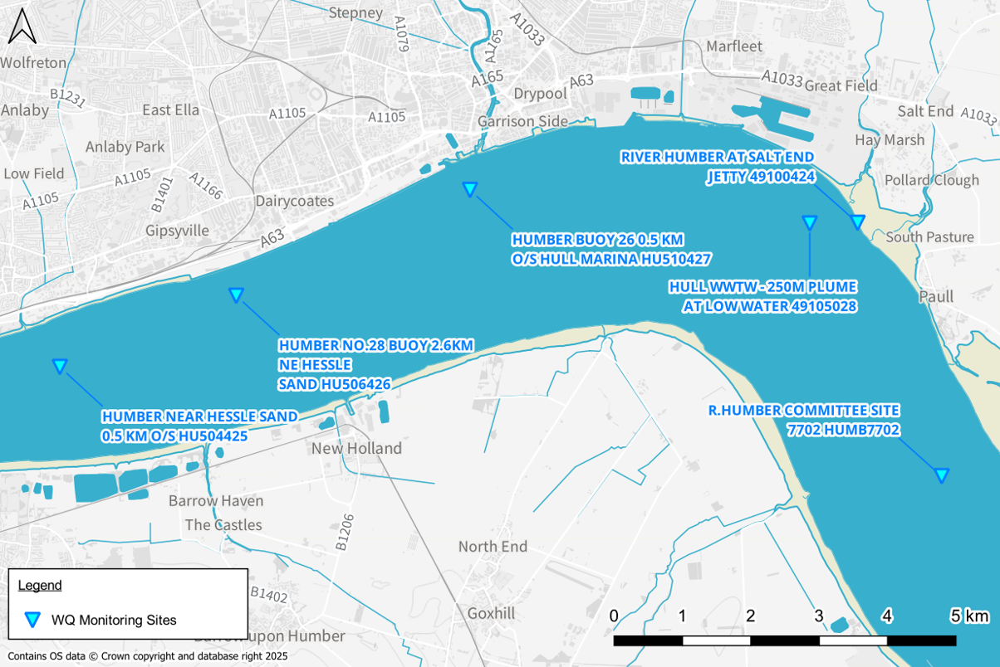 Stepney
A1079
A1165
A1033
Wolfreton
Marfleet
B1231
A165
A63
A1033
Great Field
Drypool
Anlaby
East Ella
A1105
A1105
Garrison Side
Salt End
A1033
Hay Marsh
Anlaby Park
RIVER HUMBER AT SALT END
JETTY 49100424
Low Field
A1105
B1401
A1166
Pollard Clough
A1105
Dairycoates
Gipsyville
A63
HUMBER BUOY 26 0.5 KM
O/S HULL MARINA HU510427
South Pasture
HULL WWTW - 250M PLUME
AT LOW WATER 49105028
Paull
HUMBER NO.28 BUOY 2.6KM
NE HESSLE
SAND HU506426
HUMBER NEAR HESSLE SAND
0.5 KM O/S HU504425
R.HUMBER COMMITTEE SITE
7702 HUMB7702
New Holland
Barrow Haven
The Castles
B1206
North End
B1402
Goxhill
Barrow upon Humber
Legend
WQ Monitoring Sites
0 1 2 3 4 5 km
Contains OS data © Crown copyright and database right 2025